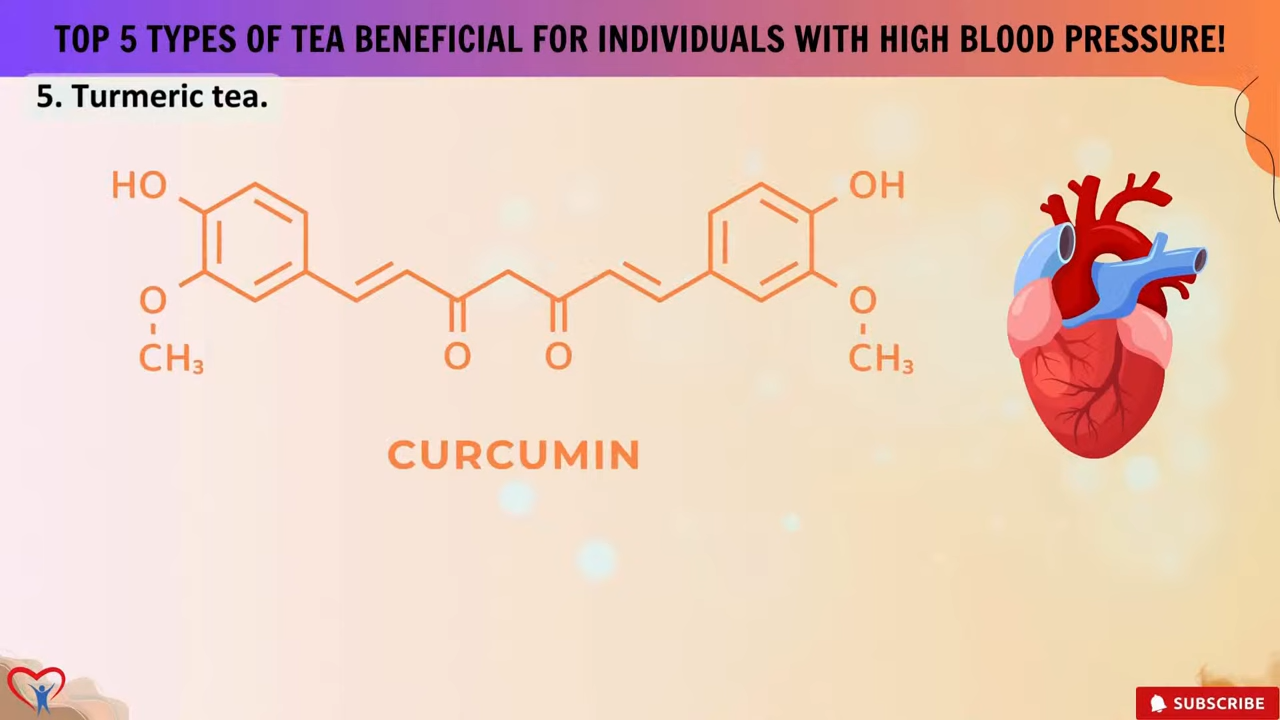 TOP 5 TYPES OF TEA BENEFICIAL FOR INDIVIDUALS WITH HIGH BLOOD PRESSURE!
5. Turmeric tea.
HO OH
O O
CH₃ O O CH₃
CURCUMIN
SUBSCRIBE